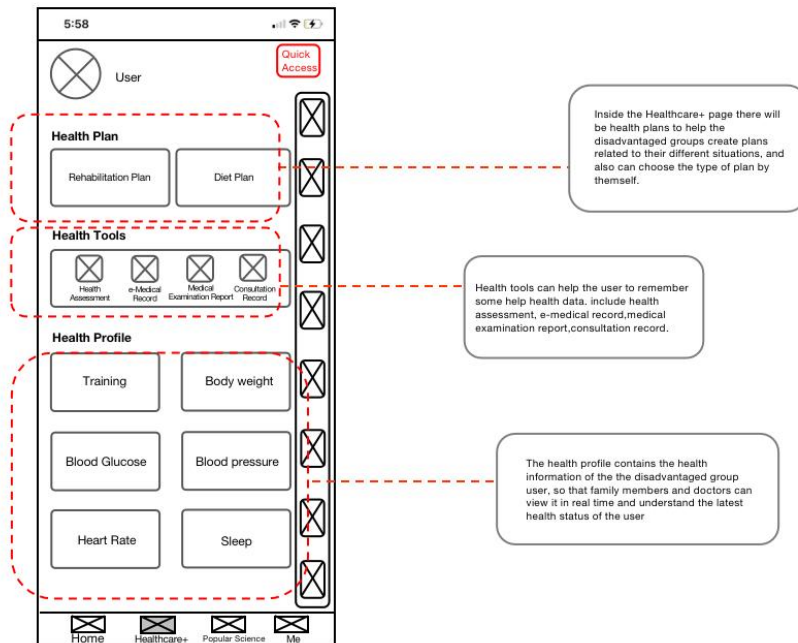 5:58
User
Quick
Access
Health Plan
Rehabilitation Plan
Diet Plan
Health Tools
Health
Assessment
e-Medical
Record
Medical
Examination Report
Consultation
Record
Health Profile
Training
Body weight
Blood Glucose
Blood pressure
Heart Rate
Sleep
Home
Healthcare+
Popular Science
Me
Inside the Healthcare+ page there will
be health plans to help the
disadvantaged groups create plans
related to their different situations, and
also can choose the type of plan by
themself.
Health tools can help the user to remember
some help health data. include health
assessment, e-medical record,medical
examination report,consultation record.
The health profile contains the health
information of the the disadvantaged group
user, so that family members and doctors can
view it in real time and understand the latest
health status of the user